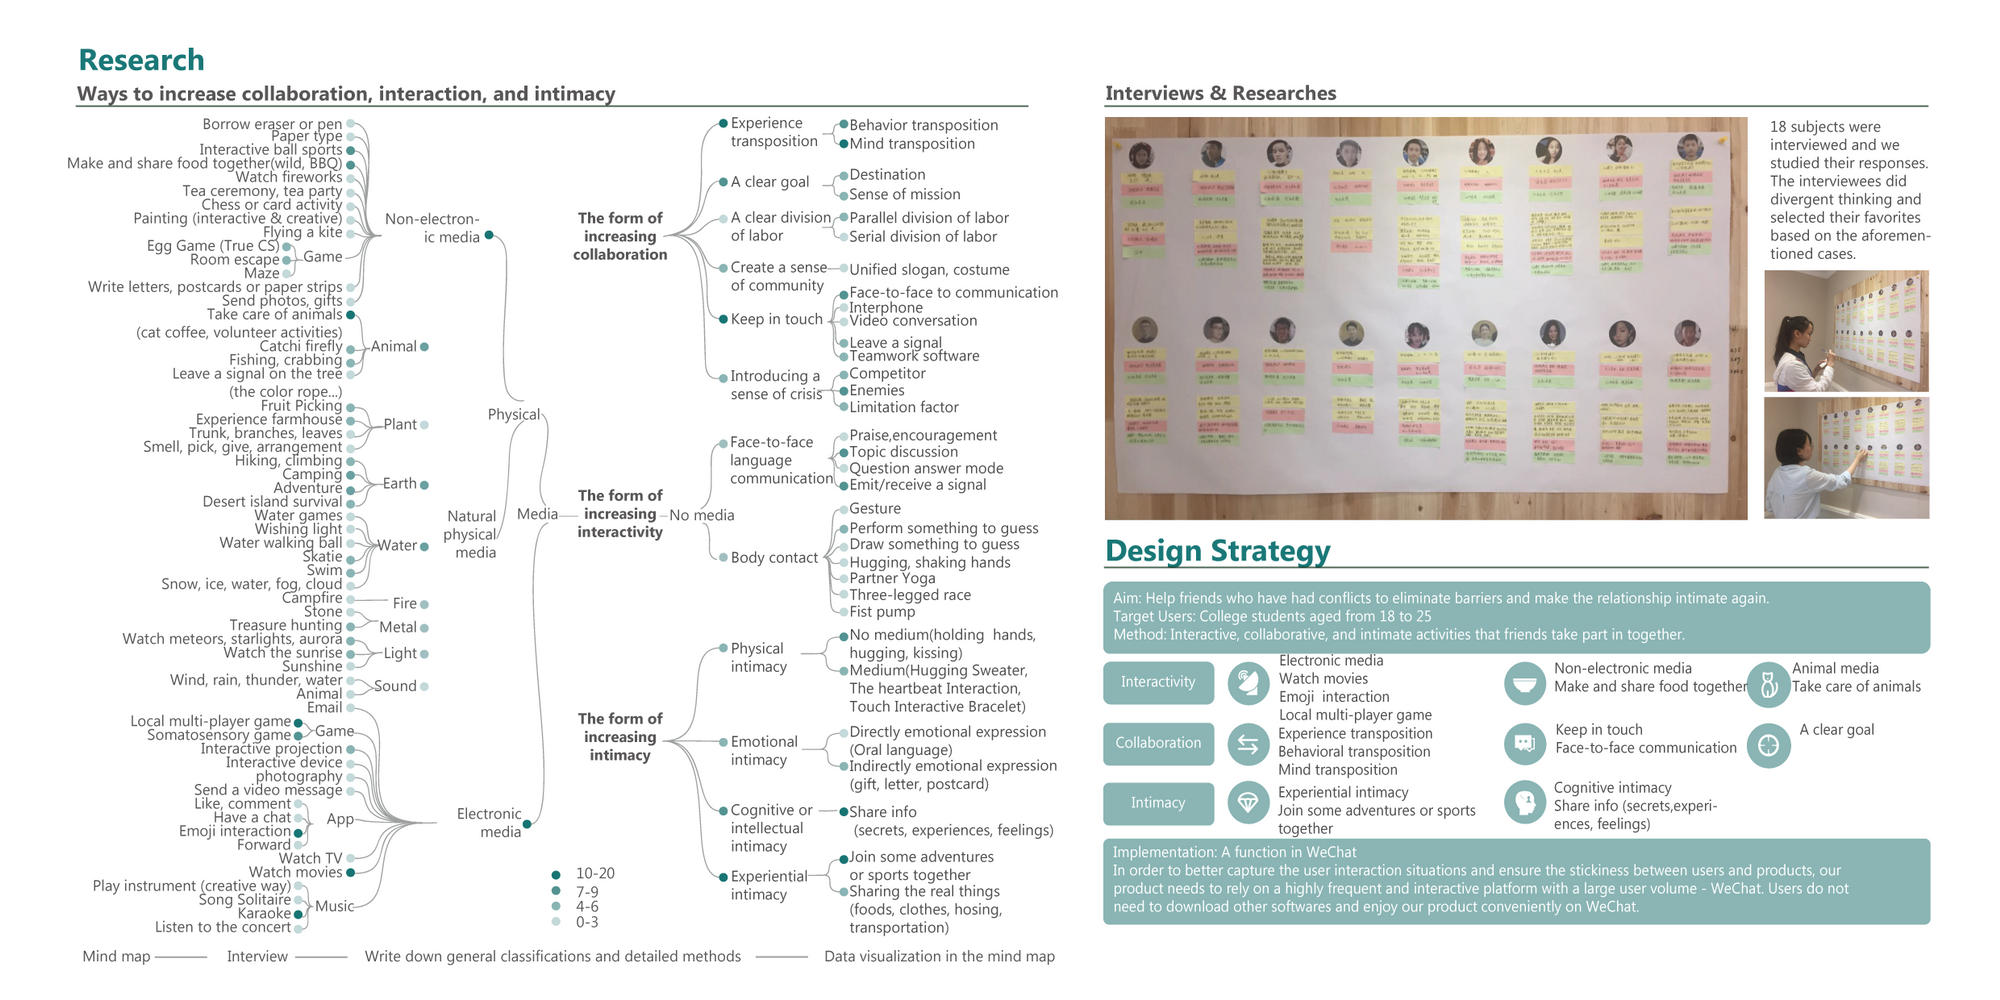 Research
Ways to increase collaboration, interaction, and intimacy
Borrow eraser or pen
Paper type
Interactive ball sports
Make and share food together(wild, BBQ)
Watch fireworks
Tea ceremony, tea party
Chess or card activity
Painting (interactive & creative)
Flying a kite
Egg Game (True CS)
Room escape
Maze
Game
Write letters, postcards or paper strips
Send photos, gifts
Non-electron-
ic media
Take care of animals
(cat coffee, volunteer activities)
Catchi firefly
Fishing, crabbing
Leave a signal on the tree
(the color rope...)
Animal
Fruit Picking
Experience farmhouse
Trunk, branches, leaves
Smell, pick, give, arrangement
Plant
Hiking, climbing
Camping
Adventure
Desert island survival
Earth
Water games
Wishing light
Water walking ball
Skatie
Swim
Snow, ice, water, fog, cloud
Water
Campfire
Fire
Stone
Treasure hunting
Metal
Watch meteors, starlights, aurora
Watch the sunrise
Sunshine
Light
Wind, rain, thunder, water
Animal
Sound
Physical
Natural
physical
media
Media
Email
Local multi-player game
Somatosensory game
Game
Interactive projection
Interactive device
photography
Send a video message
Like, comment
Have a chat
Emoji interaction
Forward
App
Watch TV
Watch movies
Play instrument (creative way)
Song Solitaire
Karaoke
Listen to the concert
Music
Electronic
media
The form of
increasing
collaboration
Experience
transposition
Behavior transposition
Mind transposition
A clear goal
Destination
Sense of mission
A clear division
of labor
Parallel division of labor
Serial division of labor
Create a sense
of community
Unified slogan, costume
Keep in touch
Face-to-face to communication
Interphone
Video conversation
Leave a signal
Teamwork software
Introducing a
sense of crisis
Competitor
Enemies
Limitation factor
The form of
increasing
interactivity
No media
Face-to-face
language
communication
Praise,encouragement
Topic discussion
Question answer mode
Emit/receive a signal
Body contact
Gesture
Perform something to guess
Draw something to guess
Hugging, shaking hands
Partner Yoga
Three-legged race
Fist pump
The form of
increasing
intimacy
Physical
intimacy
No medium(holding hands,
hugging, kissing)
Medium(Hugging Sweater,
The heartbeat Interaction,
Touch Interactive Bracelet)
Emotional
intimacy
Directly emotional expression
(Oral language)
Indirectly emotional expression
(gift, letter, postcard)
Cognitive or
intellectual
intimacy
Share info
(secrets, experiences, feelings)
Experiential
intimacy
Join some adventures
or sports together
Sharing the real things
(foods, clothes, hosing,
transportation)
10-20
7-9
4-6
0-3
Mind map
Interview
Write down general classifications and detailed methods
Data visualization in the mind map
Interviews & Researches
18 subjects were
interviewed and we
studied their responses.
The interviewees did
divergent thinking and
selected their favorites
based on the aforemen-
tioned cases.
Design Strategy
Aim: Help friends who have had conflicts to eliminate barriers and make the relationship intimate again.
Target Users: College students aged from 18 to 25
Method: Interactive, collaborative, and intimate activities that friends take part in together.
Interactivity
Electronic media
Watch movies
Emoji interaction
Local multi-player game
Non-electronic media
Make and share food together
Animal media
Take care of animals
Collaboration
Experience transposition
Behavioral transposition
Mind transposition
Keep in touch
Face-to-face communication
A clear goal
Intimacy
Experiential intimacy
Join some adventures or sports
together
Cognitive intimacy
Share info (secrets,experi-
ences, feelings)
Implementation: A function in WeChat
In order to better capture the user interaction situations and ensure the stickiness between users and products, our
product needs to rely on a highly frequent and interactive platform with a large user volume - WeChat. Users do not
need to download other softwares and enjoy our product conveniently on WeChat.